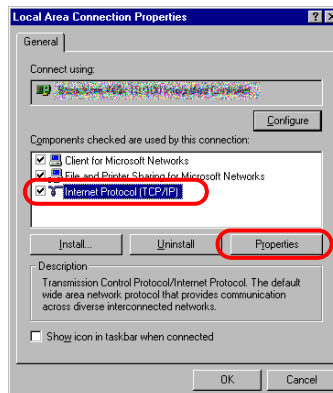 Local Area Connection Properties
General
Connect using:
Configure
Components checked are used by this connection:
Client for Microsoft Networks
File and Printer Sharing for Microsoft Networks
Internet Protocol (TCP/IP)
Install...
Uninstall
Properties
Description
Transmission Control Protocol/Internet Protocol. The default
wide area network protocol that provides communication
across diverse interconnected networks.
Show icon in taskbar when connected
OK
Cancel